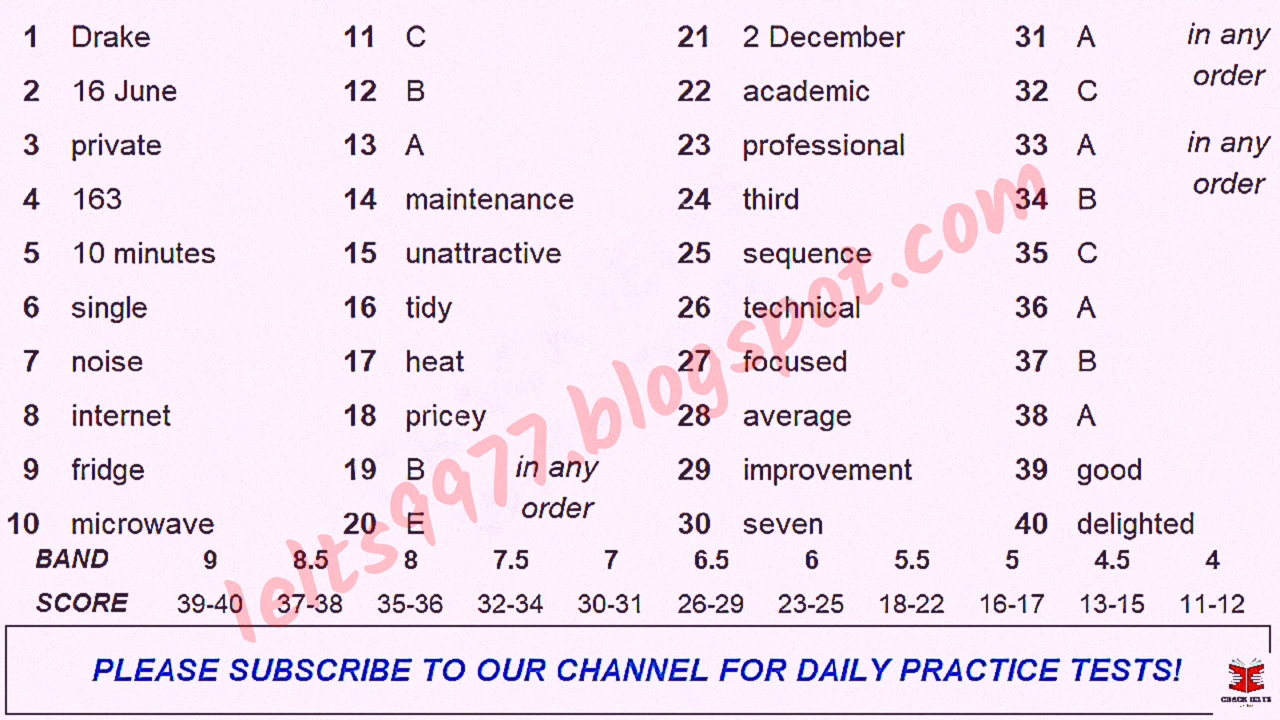 1 Drake
2 16 June
3 private
4 163
5 10 minutes
6 single
7 noise
8 internet
9 fridge
10 microwave
11 C
12 B
13 A
14 maintenance
15 unattractive
16 tidy
17 heat
18 pricey
19 B
20 E
in any
order
21 2 December
22 academic
23 professional
24 third
25 sequence
26 technical
27 focused
28 average
29 improvement
30 seven
31 A
32 C
in any
order
33 A
34 B
in any
order
35 C
36 A
37 B
38 A
39 good
40 delighted
BAND 9 8.5 8 7.5 7 6.5 6 5.5 5 4.5 4
SCORE 39-40 37-38 35-36 32-34 30-31 26-29 23-25 18-22 16-17 13-15 11-12
Ielts9977.blogspot.com
PLEASE SUBSCRIBE TO OUR CHANNEL FOR DAILY PRACTICE TESTS!
CRACK IELTS